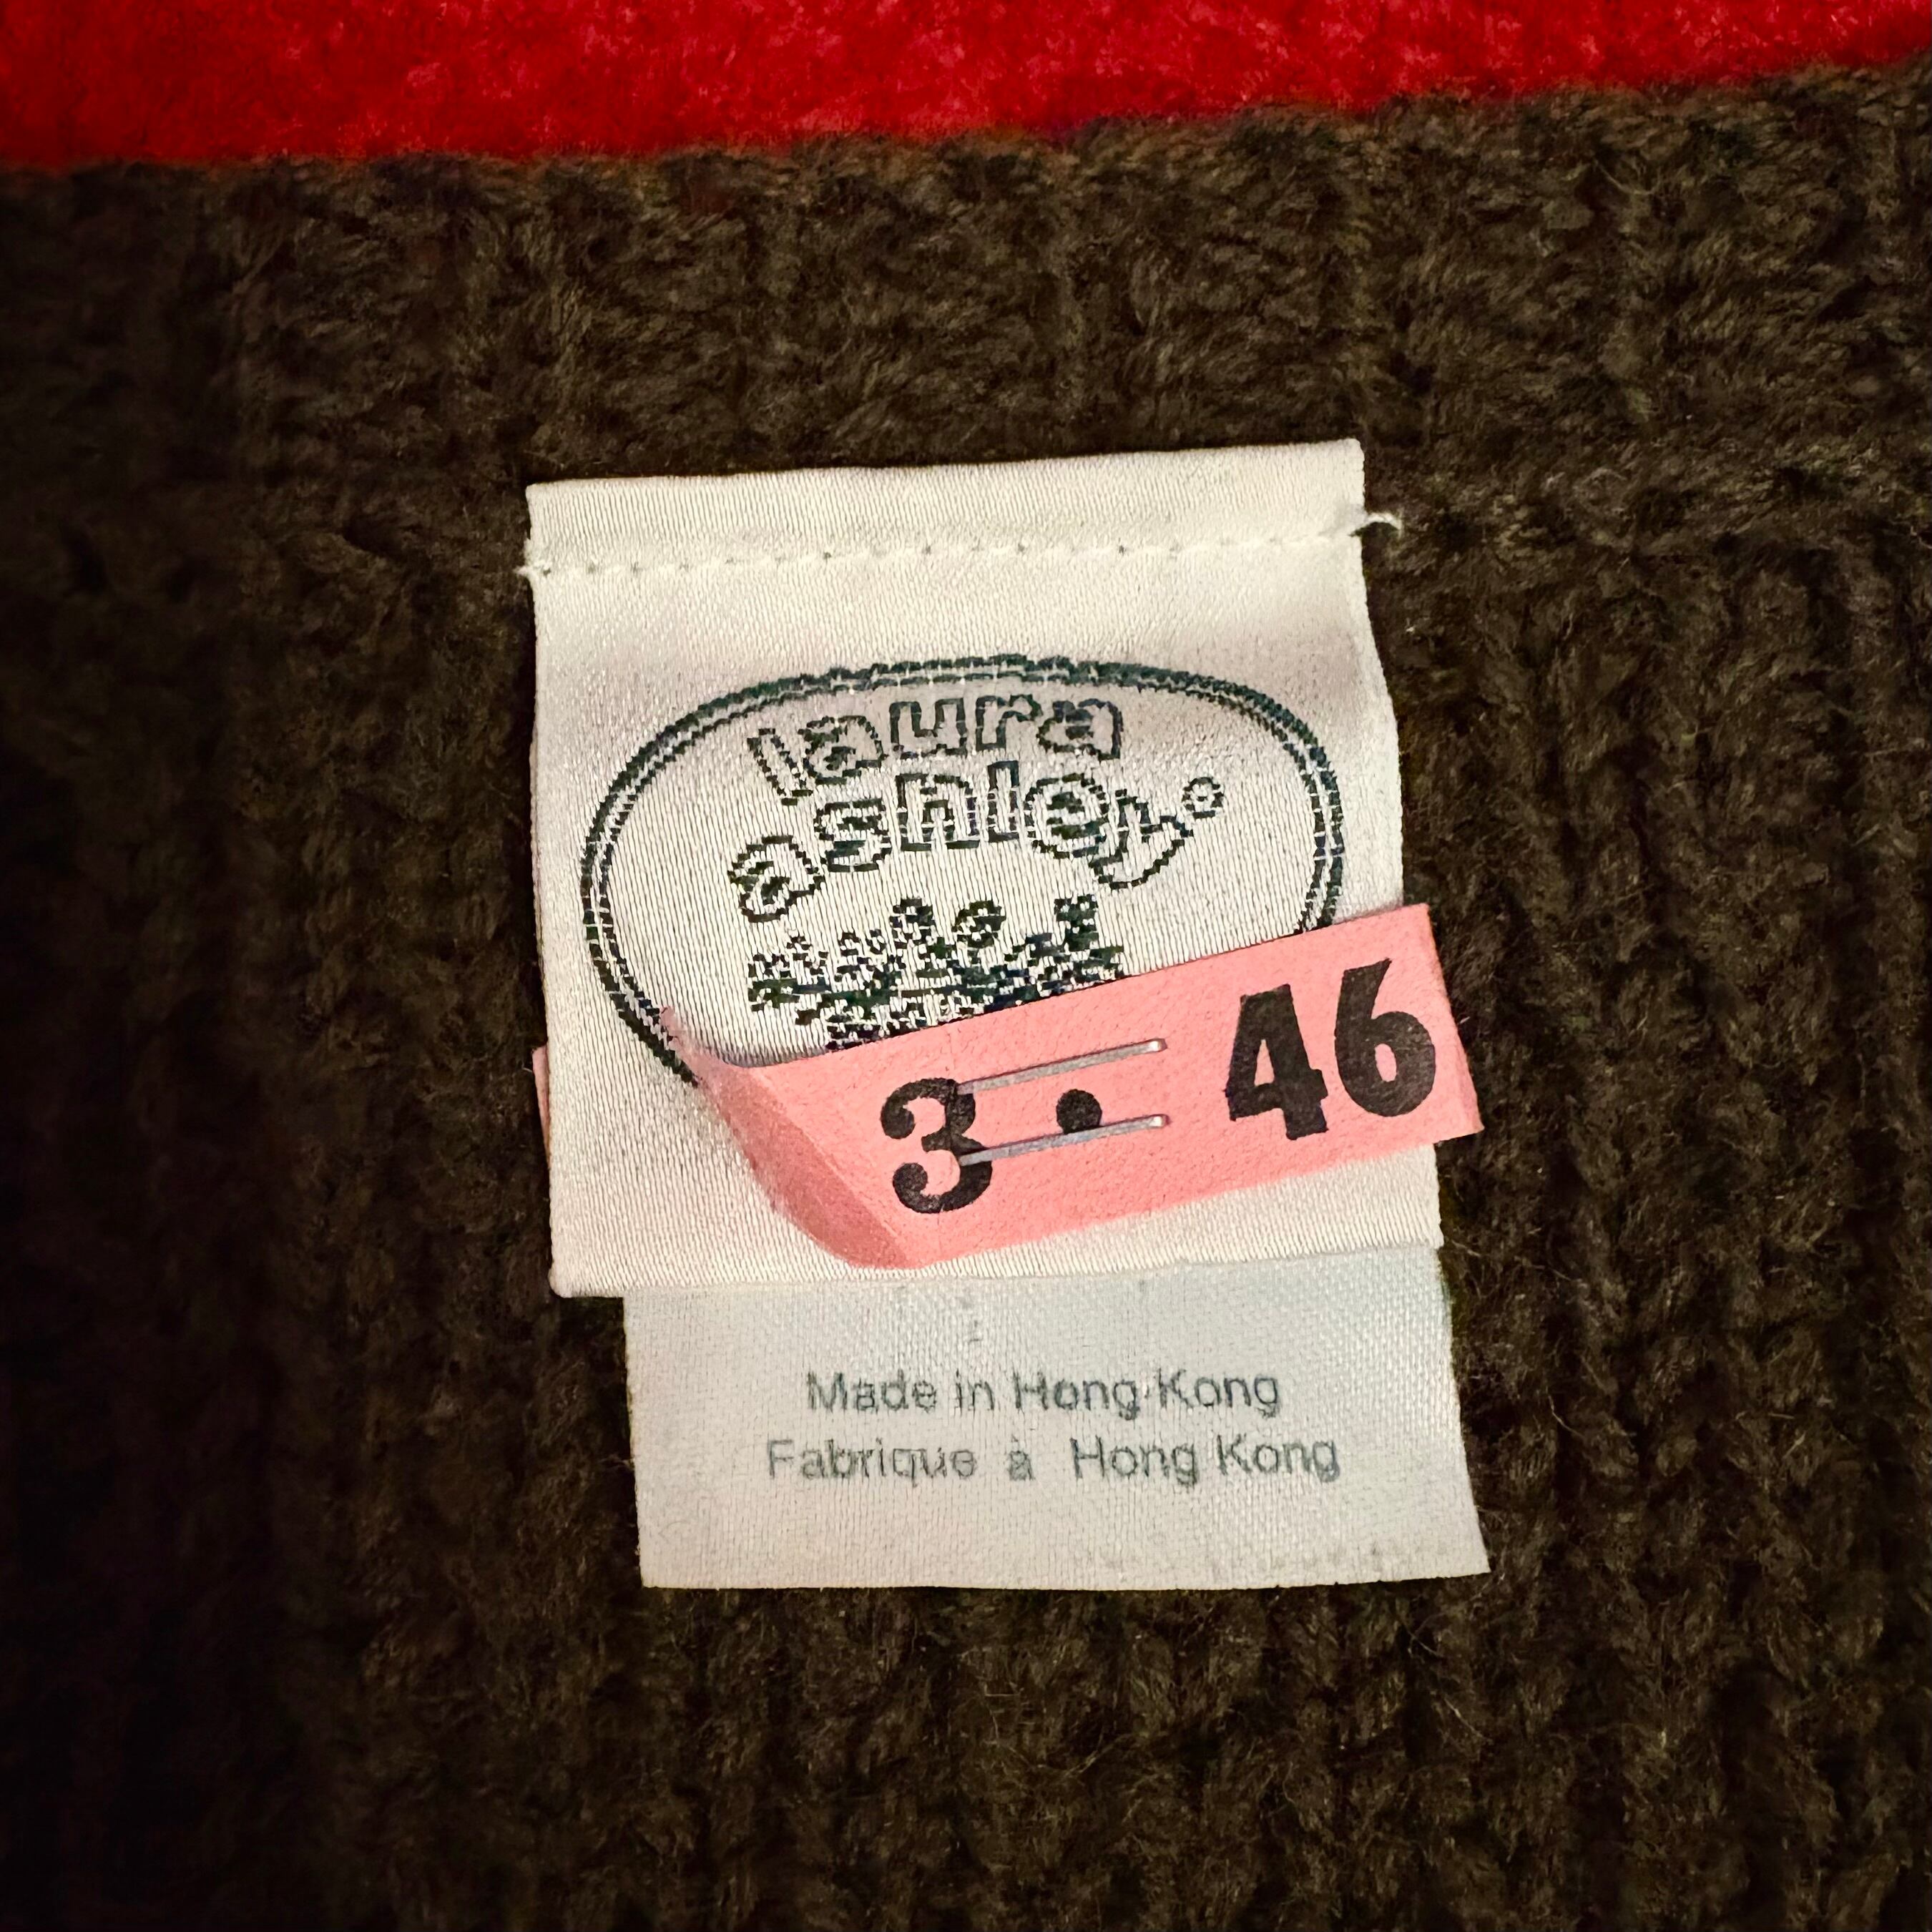 laura
ashley®
3 • 46
Made in Hong Kong
Fabrique à Hong Kong